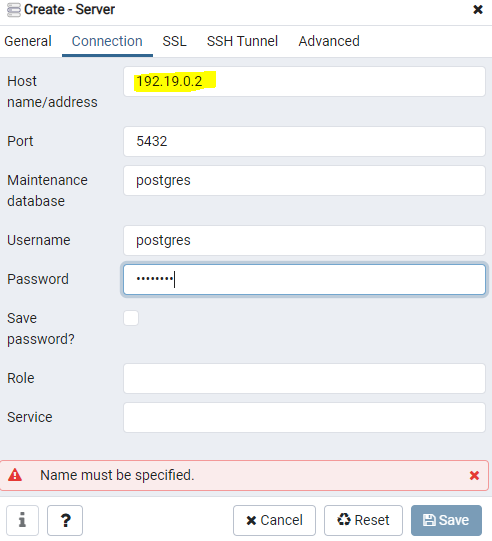 Create - Server
General Connection SSL SSH Tunnel Advanced
Host name/address
192.19.0.2
Port
5432
Maintenance database
postgres
Username
postgres
Password
••••••••
Save password?
Role
Service
Name must be specified.
i
?
Cancel
Reset
Save